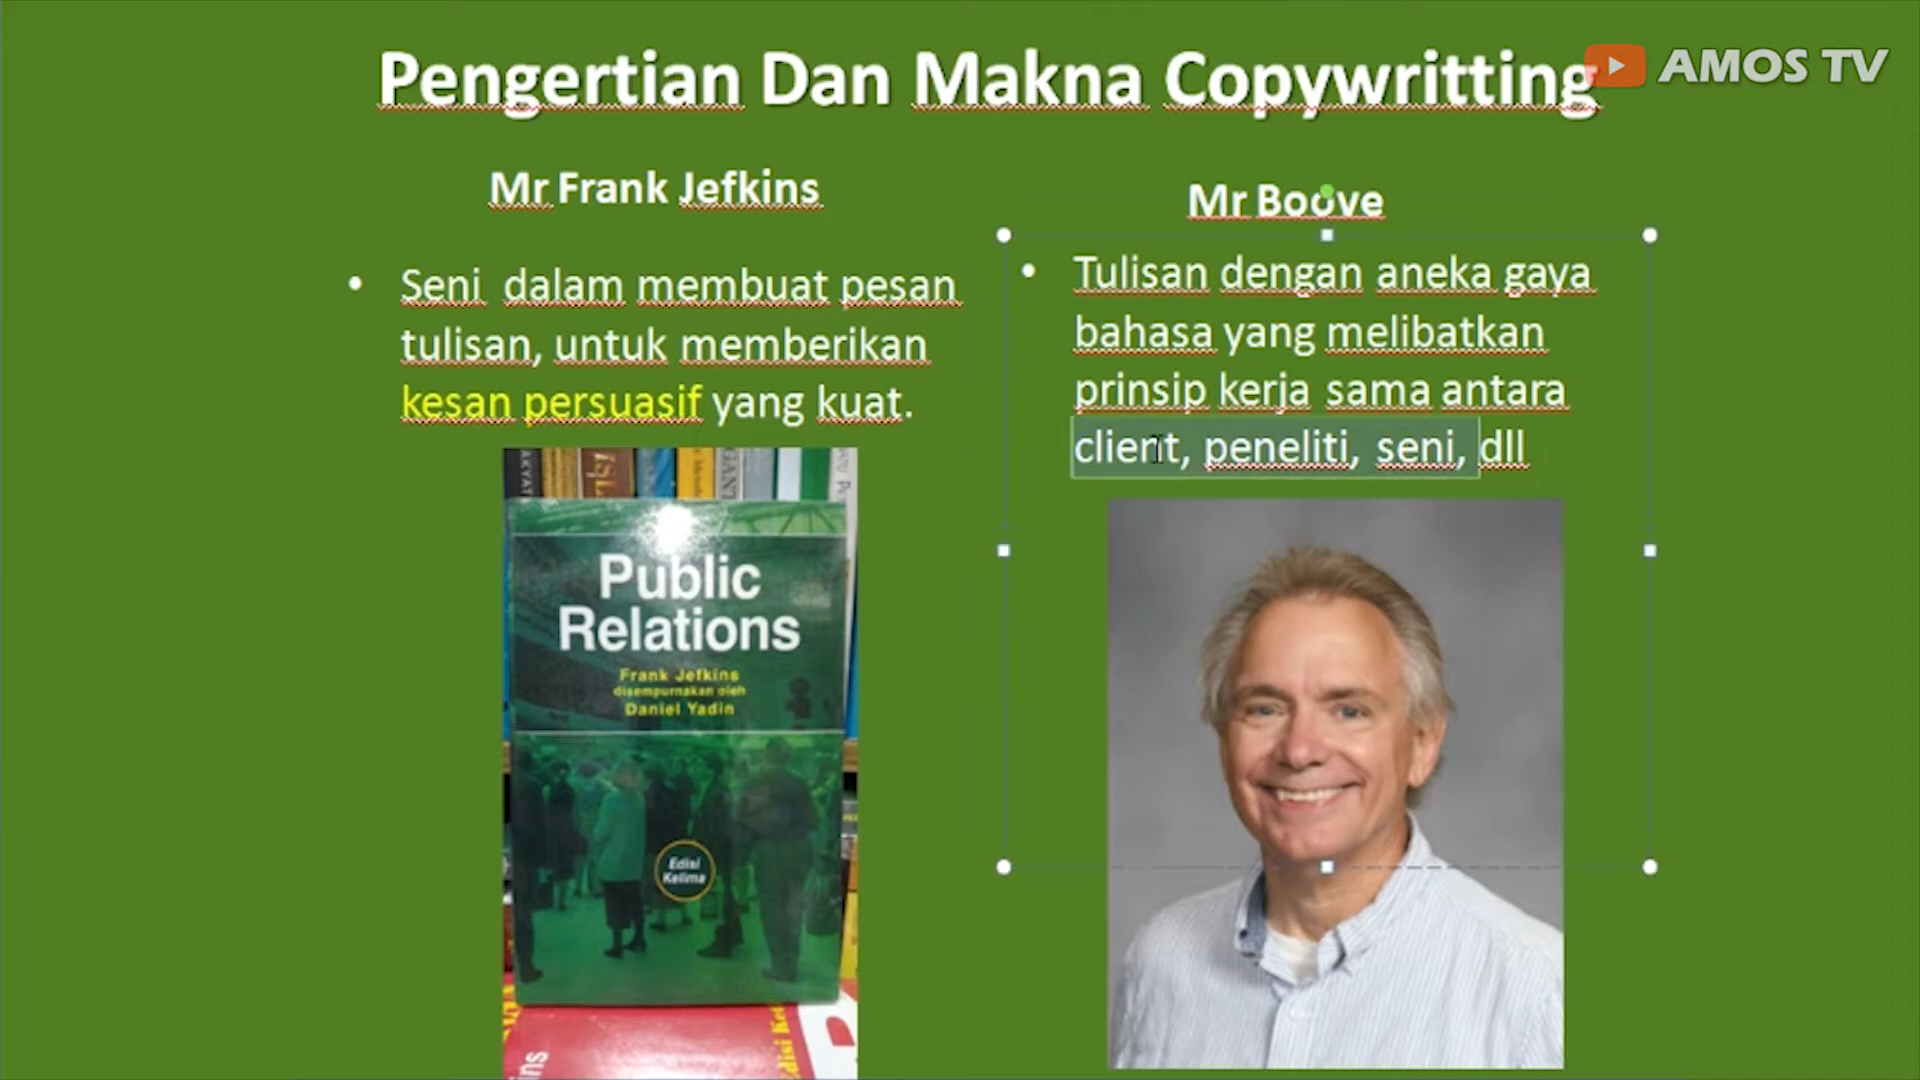 Pengertian Dan Makna Copywritting
AMOS TV
Mr Frank Jefkins
Seni dalam membuat pesan
tulisan, untuk memberikan
kesan persuasif yang kuat.
Mr Boove
Tulisan dengan aneka gaya
bahasa yang melibatkan
prinsip kerja sama antara
client, peneliti, seni, dll
Public
Relations
Frank Jefkins
disempurnakan oleh
Daniel Yadin
Edisi
Kelima